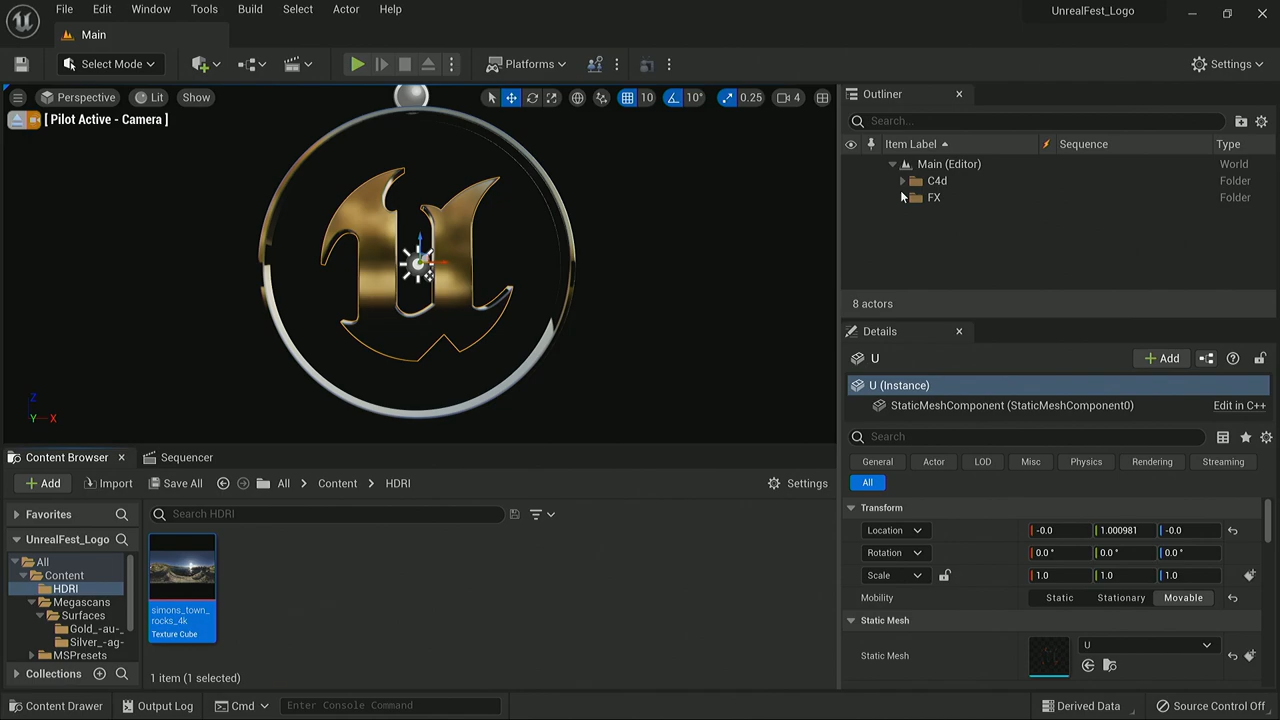 File Edit Window Tools Build Select Actor Help
UnrealFest_Logo
Main
Select Mode
Platforms
Settings
Perspective Lit Show
10 10° 0.25 4
[ Pilot Active - Camera ]
Z
Y X
Outliner
Search...
Item Label Sequence Type
Main (Editor) World
C4d Folder
FX Folder
8 actors
Details
U
Add
U (Instance)
StaticMeshComponent (StaticMeshComponent0) Edit in C++
Search
General Actor LOD Misc Physics Rendering Streaming
All
Transform
Location -0.0 1.000981 -0.0
Rotation 0.0° 0.0° 0.0°
Scale 1.0 1.0 1.0
Mobility Static Stationary Movable
Static Mesh
Static Mesh U
Content Browser Sequencer
Add Import Save All All Content HDRI Settings
Favorites
Search HDRI
UnrealFest_Logo
All
Content
HDRI
Megascans
Surfaces
Gold_-au-_
Silver_-ag-
MSPresets
Collections
simons_town_
rocks_4k
Texture Cube
1 item (1 selected)
Content Drawer Output Log Cmd Enter Console Command Derived Data Source Control Off